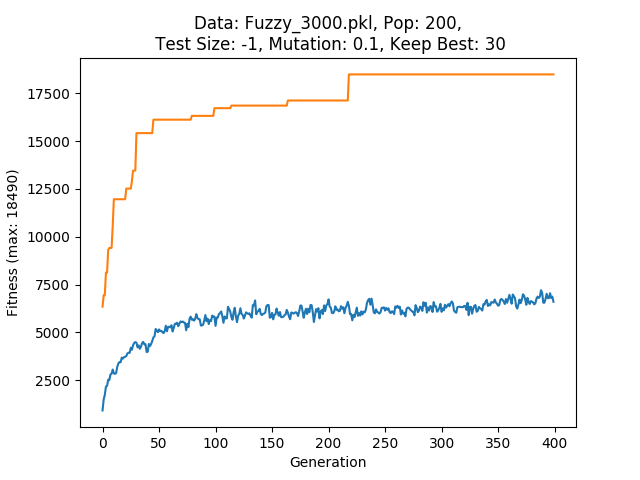 Data: Fuzzy_3000.pkl, Pop: 200,
Test Size: -1, Mutation: 0.1, Keep Best: 30
Fitness (max: 18490)
17500
15000
12500
10000
7500
5000
2500
0 50 100 150 200 250 300 350 400
Generation